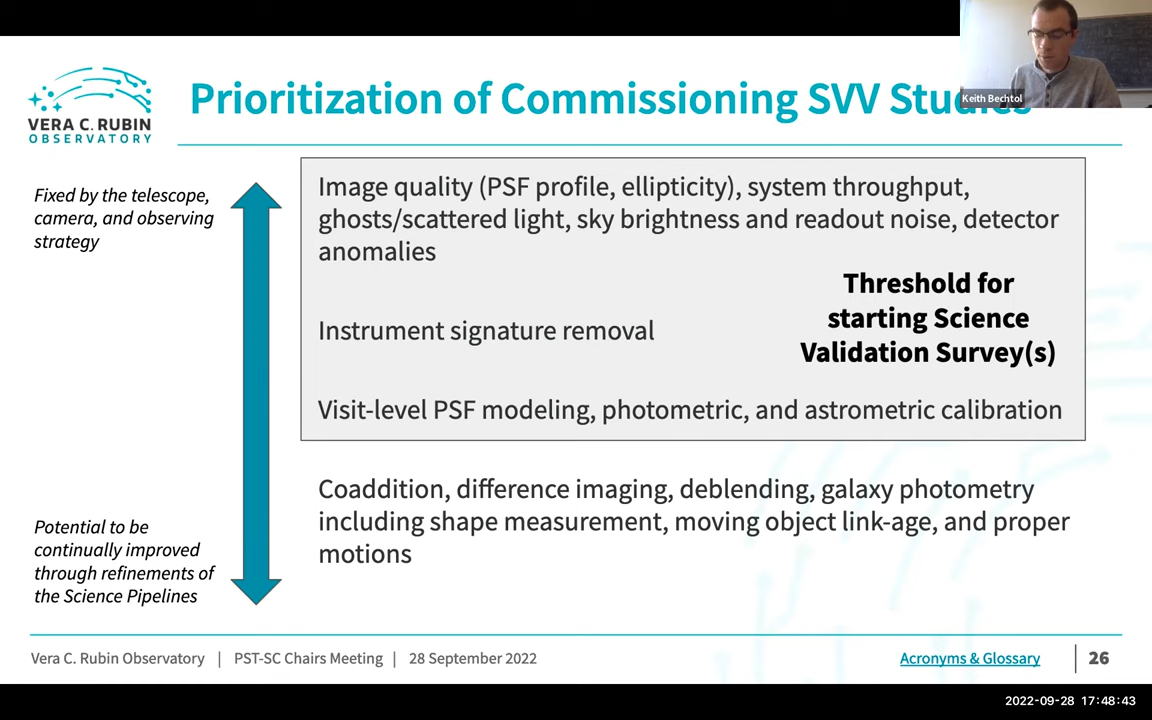 Prioritization of Commissioning SVV Studies
Keith Bechtol
VERA C. RUBIN
OBSERVATORY
Fixed by the telescope,
camera, and observing
strategy
Image quality (PSF profile, ellipticity), system throughput,
ghosts/scattered light, sky brightness and readout noise, detector
anomalies
Threshold for
starting Science
Validation Survey(s)
Instrument signature removal
Visit-level PSF modeling, photometric, and astrometric calibration
Coaddition, difference imaging, deblending, galaxy photometry
including shape measurement, moving object link-age, and proper
motions
Potential to be
continually improved
through refinements of
the Science Pipelines
Vera C. Rubin Observatory | PST-SC Chairs Meeting | 28 September 2022
Acronyms & Glossary
26
2022-09-28 17:48:43